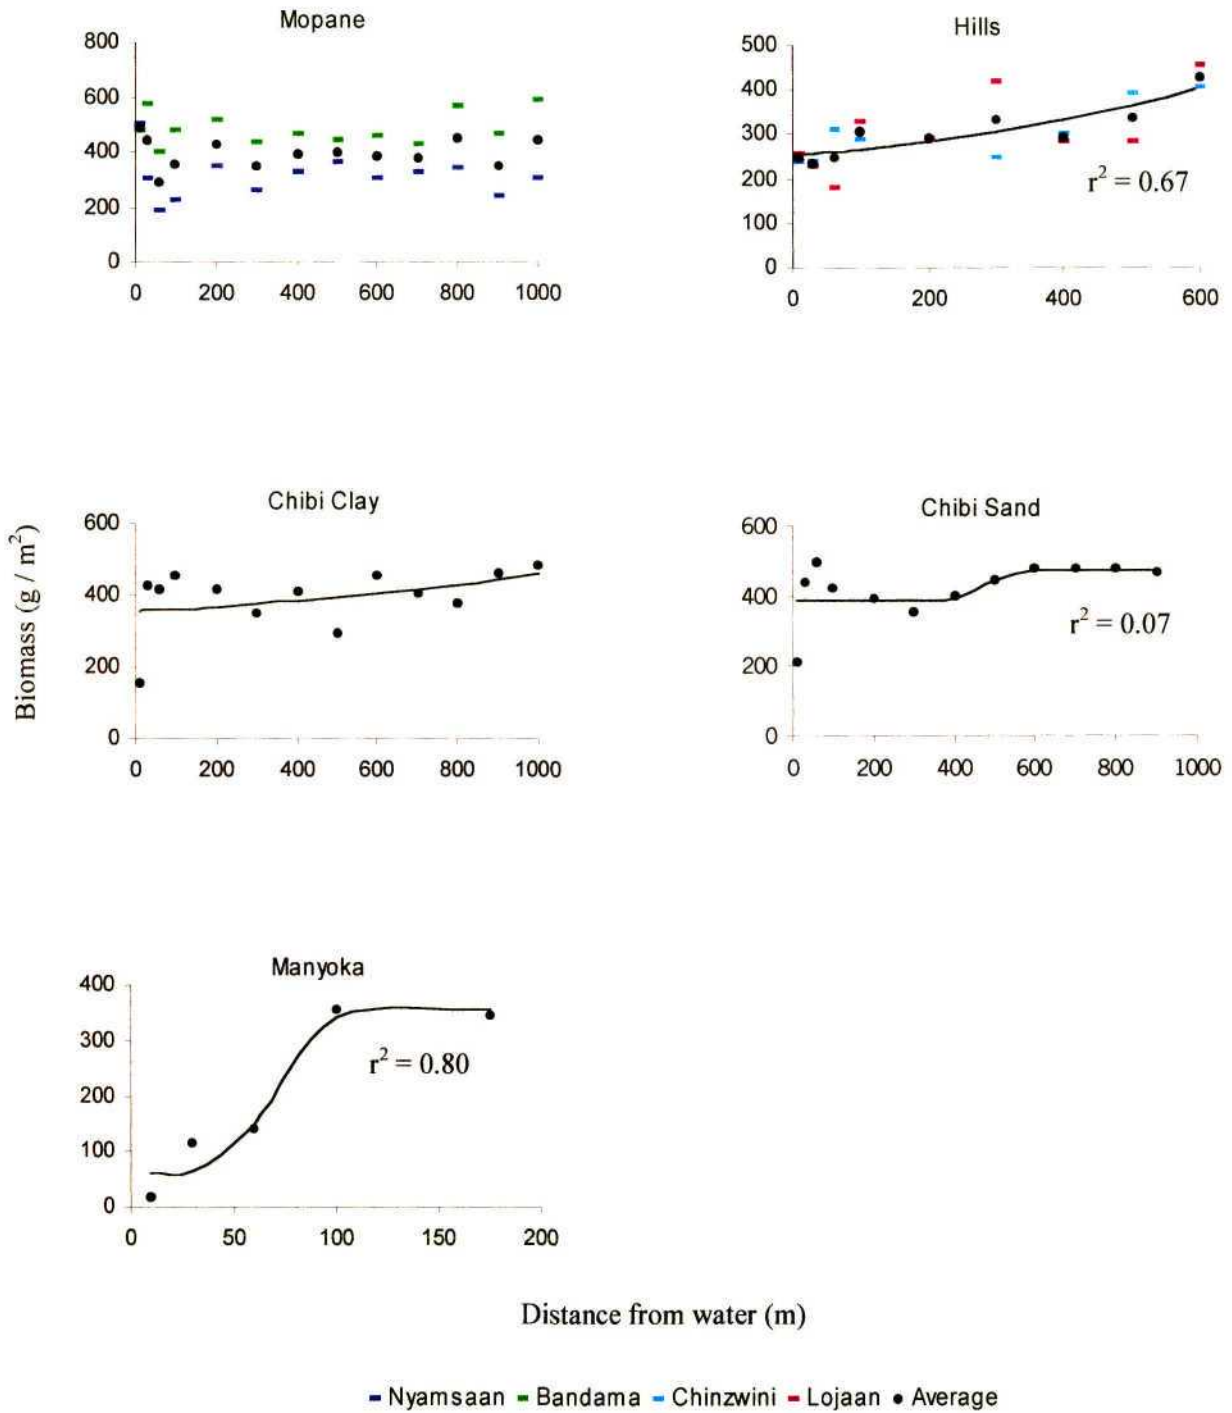 Mopane
800
600
400
200
0
0 200 400 600 800 1000
Hills
500
400
300
200
100
0
0 200 400 600
r² = 0.67
Biomass (g / m²)
Chibi Clay
600
400
200
0
0 200 400 600 800 1000
Chibi Sand
600
400
200
0
0 200 400 600 800 1000
r² = 0.07
Manyoka
400
300
200
100
0
0 50 100 150 200
r² = 0.80
Distance from water (m)
Nyamsaan Bandama Chinzwini Lojaan Average